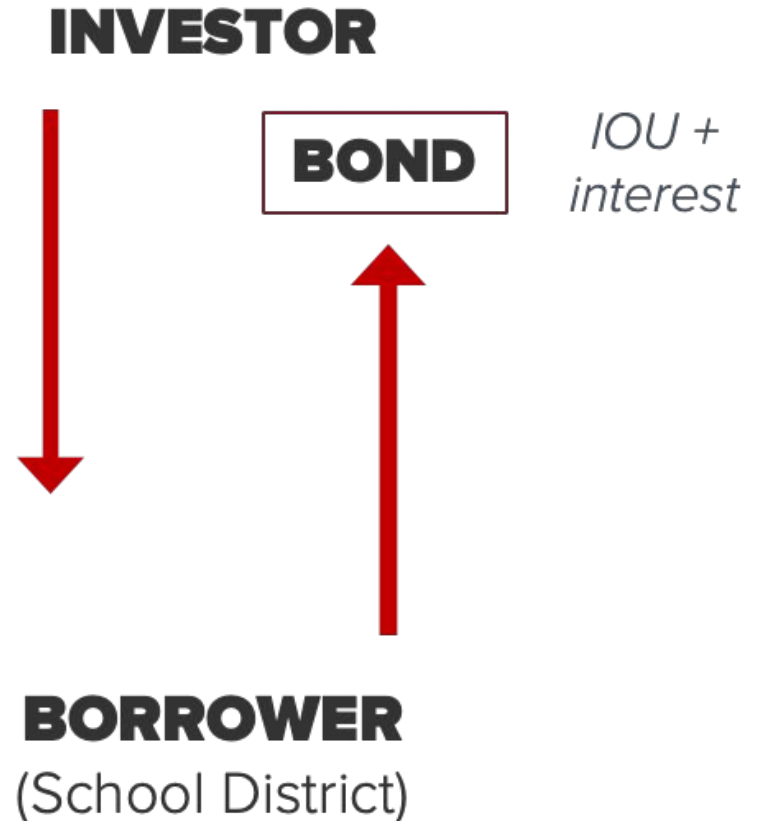 INVESTOR
BOND
IOU +
interest
BORROWER
(School District)